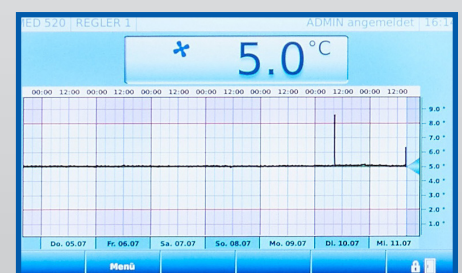 MED 520 | REGLER 1 | ADMIN angemeldet | 16:14
5.0 °C
00:00 12:00 00:00 12:00 00:00 12:00 00:00 12:00 00:00 12:00 00:00 12:00 00:00 12:00
9.0 °
8.0 °
7.0 °
6.0 °
5.0 °
4.0 °
3.0 °
2.0 °
1.0 °
Do. 05.07 Fr. 06.07 Sa. 07.07 So. 08.07 Mo. 09.07 Di. 10.07 Mi. 11.07
Menü